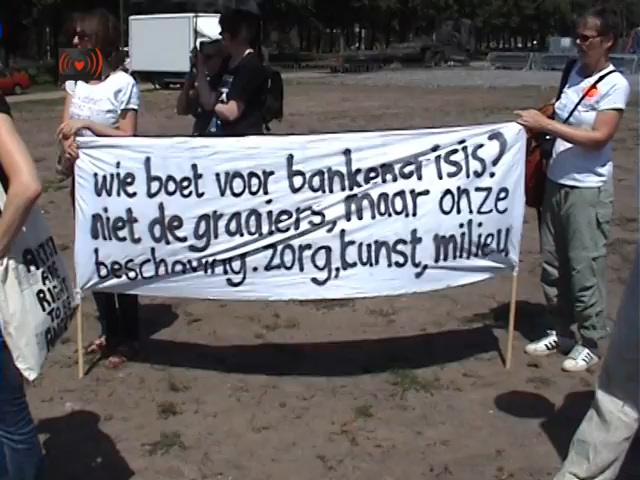 wie boet voor bankencrisis?
niet de graaiers, maar onze
beschaving. zorg, kunst, milieu